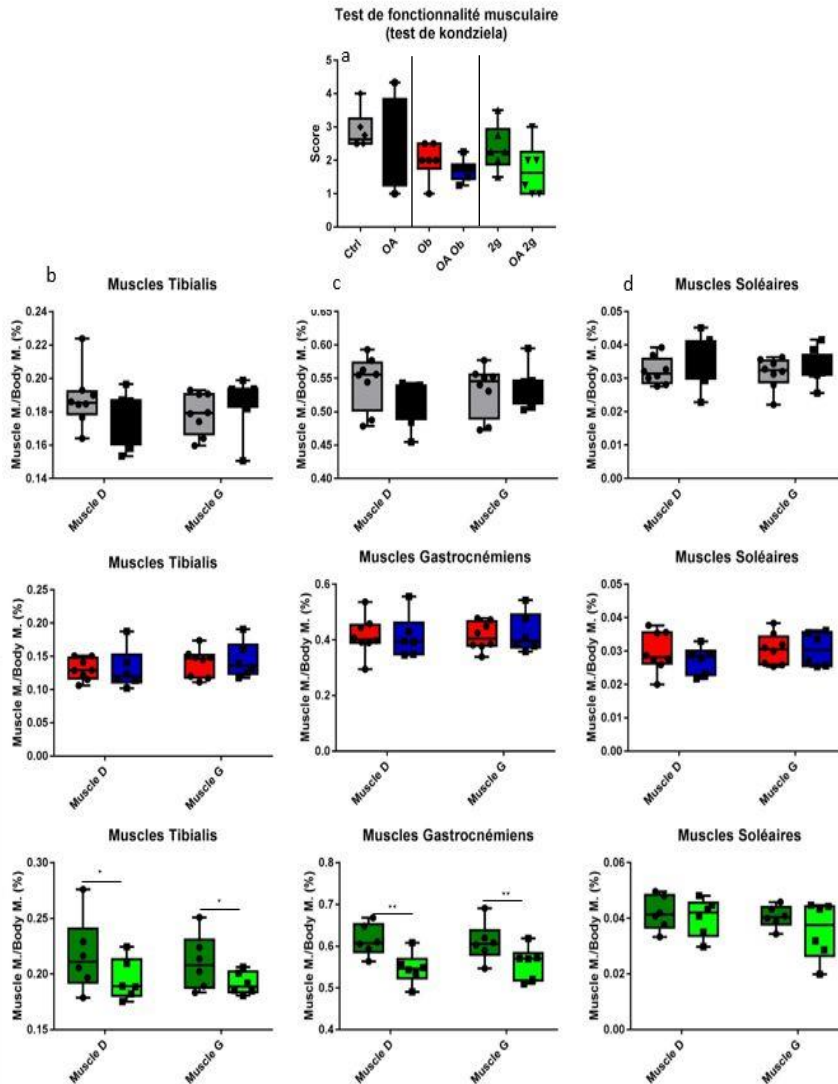 Test de fonctionnalité musculaire
(test de kondziela)
a
5
4
3
2
1
0
Score
Ctrl
OA
Ob
OA Ob
2g
OA 2g
b
Muscles Tibialis
Muscle M./Body M. (%)
0.24
0.22
0.20
0.18
0.16
0.14
Muscle D
Muscle G
c
Muscle M./Body M. (%)
0.65
0.60
0.55
0.50
0.45
0.40
Muscle D
Muscle G
d
Muscles Soléaires
Muscle M./Body M. (%)
0.05
0.04
0.03
0.02
0.01
0.00
Muscle D
Muscle G
Muscles Tibialis
Muscle M./Body M. (%)
0.25
0.20
0.15
0.10
0.05
0.00
Muscle D
Muscle G
Muscles Gastrocnémiens
Muscle M./Body M. (%)
0.6
0.4
0.2
0.0
Muscle D
Muscle G
Muscles Soléaires
Muscle M./Body M. (%)
0.05
0.04
0.03
0.02
0.01
0.00
Muscle D
Muscle G
Muscles Tibialis
Muscle M./Body M. (%)
0.30
0.25
0.20
0.15
*
*
Muscle D
Muscle G
Muscles Gastrocnémiens
Muscle M./Body M. (%)
0.8
0.7
0.6
0.5
0.4
**
**
Muscle D
Muscle G
Muscles Soléaires
Muscle M./Body M. (%)
0.06
0.04
0.02
0.00
Muscle D
Muscle G